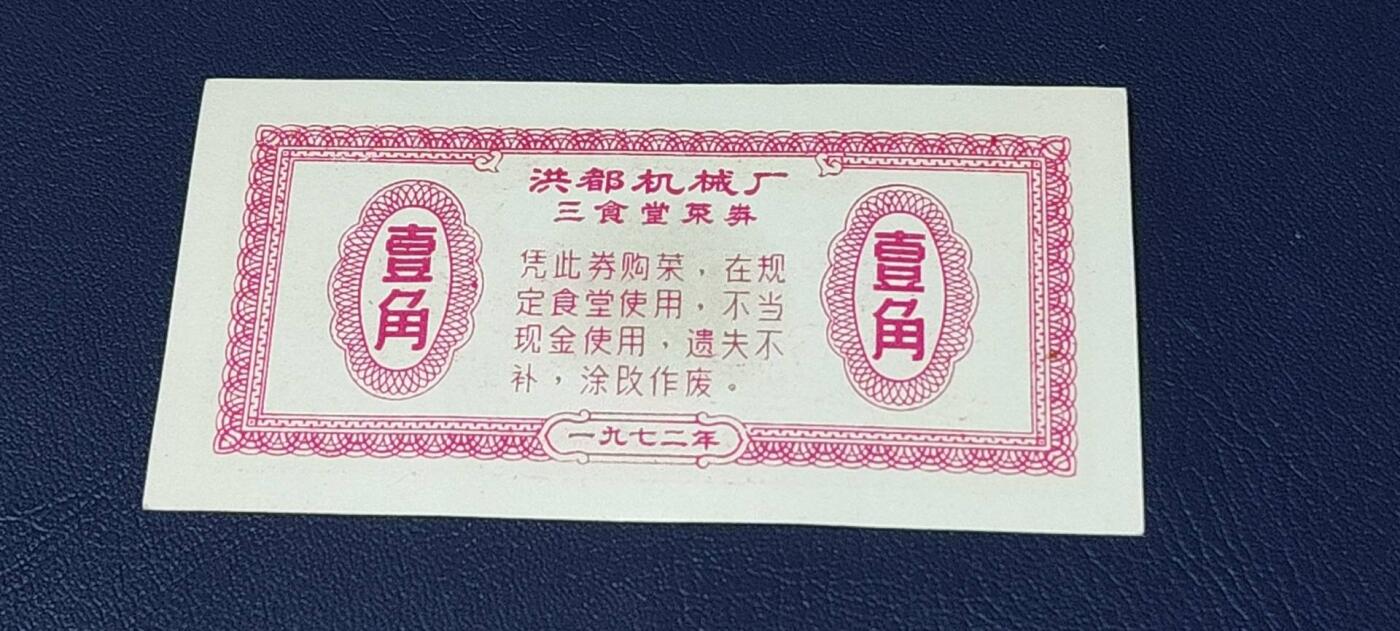 洪都机械厂
三食堂菜券
壹角
凭此券购菜，在规
定食堂使用，不当
现金使用，遗失不
补，涂改作废。
壹角
一九七二年